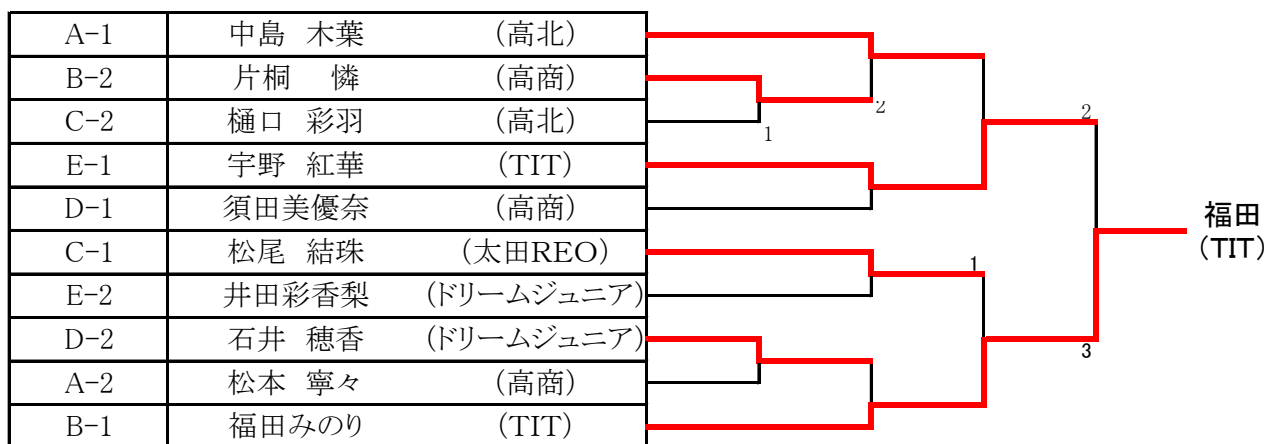 A-1 中島 木葉 (高北)
B-2 片桐 憐 (高商)
C-2 樋口 彩羽 (高北)
E-1 宇野 紅華 (TIT)
D-1 須田美優奈 (高商)
C-1 松尾 結珠 (太田REO)
E-2 井田彩香梨 (ドリームジュニア)
D-2 石井 穂香 (ドリームジュニア)
A-2 松本 寧々 (高商)
B-1 福田みのり (TIT)
1
2
2
1
3
福田
(TIT)